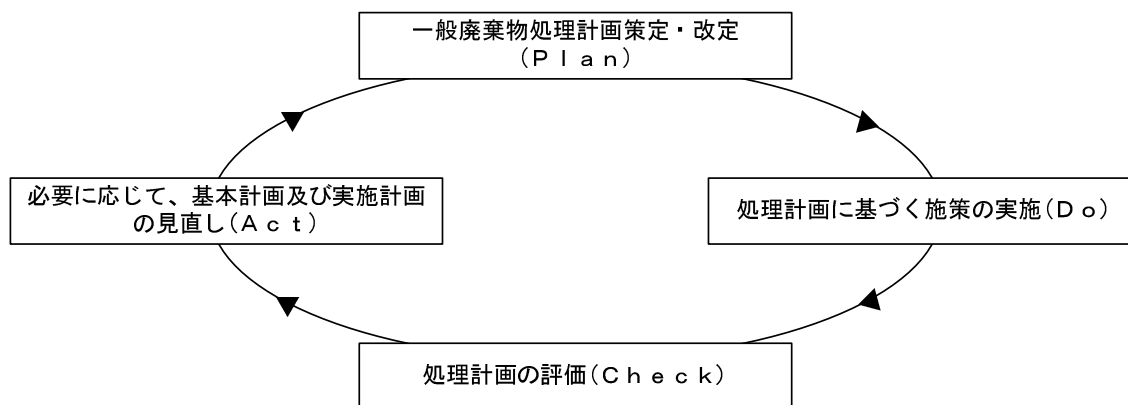 一般廃棄物処理計画策定・改定
(Ｐｌａｎ)
必要に応じて、基本計画及び実施計画
の見直し(Ａｃｔ)
処理計画に基づく施策の実施(Ｄｏ)
処理計画の評価(Ｃｈｅｃｋ)